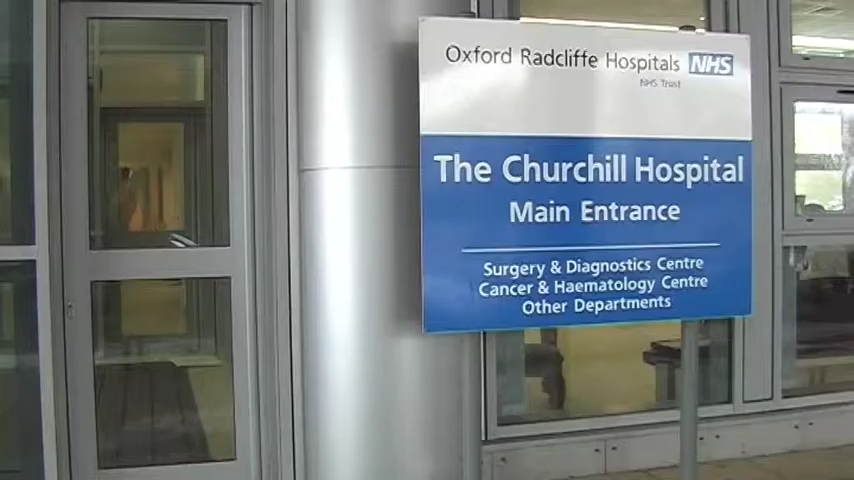 Oxford Radcliffe Hospitals NHS
NHS Trust
The Churchill Hospital
Main Entrance
Surgery & Diagnostics Centre
Cancer & Haematology Centre
Other Departments